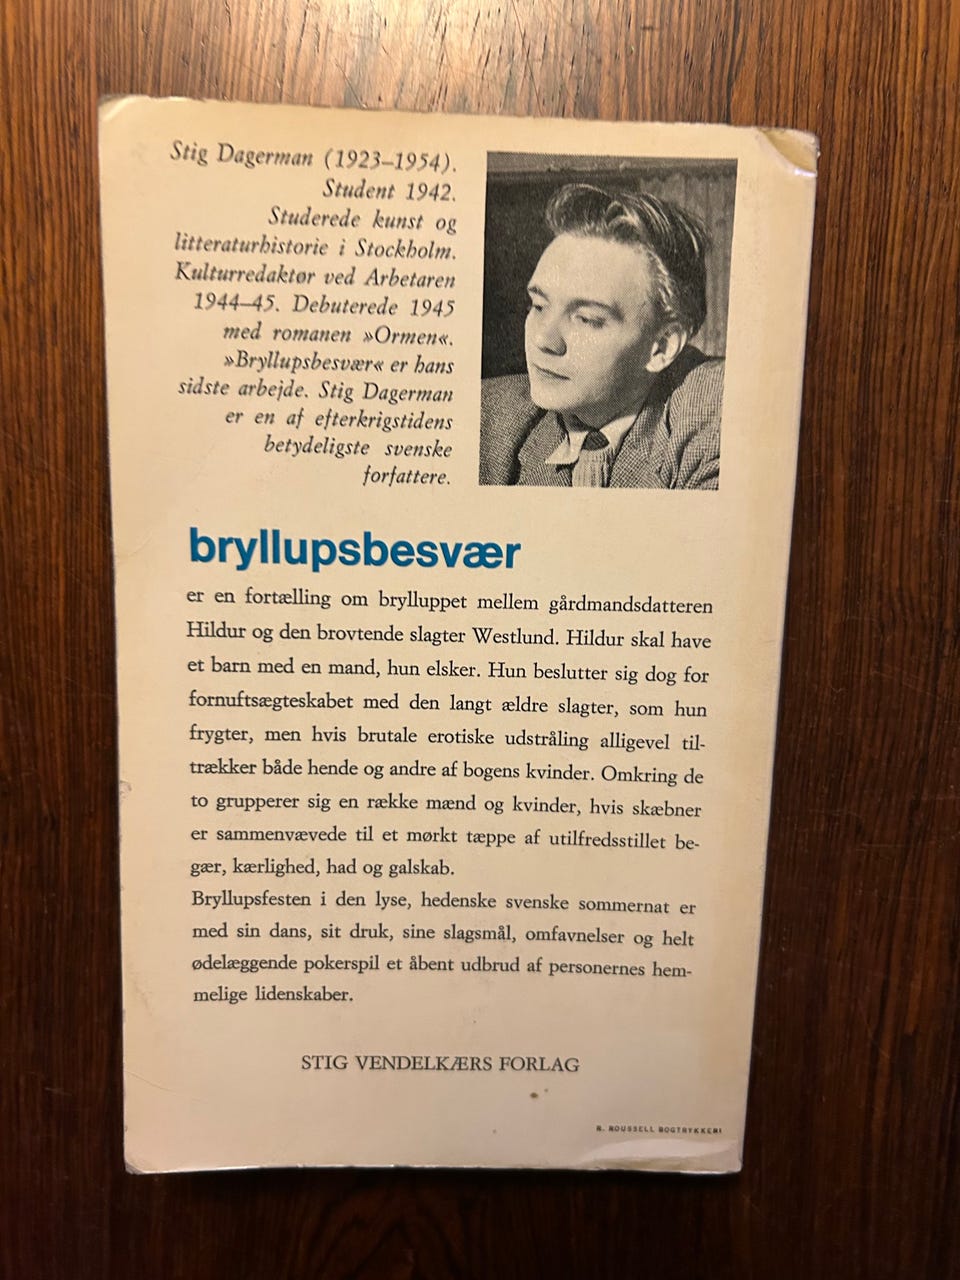 Stig Dagerman (1923–1954).
Student 1942.
Studerede kunst og
litteraturhistorie i Stockholm.
Kulturredaktør ved Arbetaren
1944–45. Debuterede 1945
med romanen »Ormen«.
»Bryllupsbesvær« er hans
sidste arbejde. Stig Dagerman
er en af efterkrigstidens
betydeligste svenske
forfattere.
bryllupsbesvær
er en fortælling om brylluppet mellem gårdmandsdatteren
Hildur og den brovtende slagter Westlund. Hildur skal have
et barn med en mand, hun elsker. Hun beslutter sig dog for
fornuftsægteskabet med den langt ældre slagter, som hun
frygter, men hvis brutale erotiske udstråling alligevel til-
trækker både hende og andre af bogens kvinder. Omkring de
to grupperer sig en række mænd og kvinder, hvis skæbner
er sammenvævede til et mørkt tæppe af utilfredsstillet be-
gær, kærlighed, had og galskab.
Bryllupsfesten i den lyse, hedenske svenske sommernat er
med sin dans, sit druk, sine slagsmål, omfavnelser og helt
ødelæggende pokerspil et åbent udbrud af personernes hem-
melige lidenskaber.
STIG VENDELKÆRS FORLAG
R. ROUSSELL BOGTRYKKERI